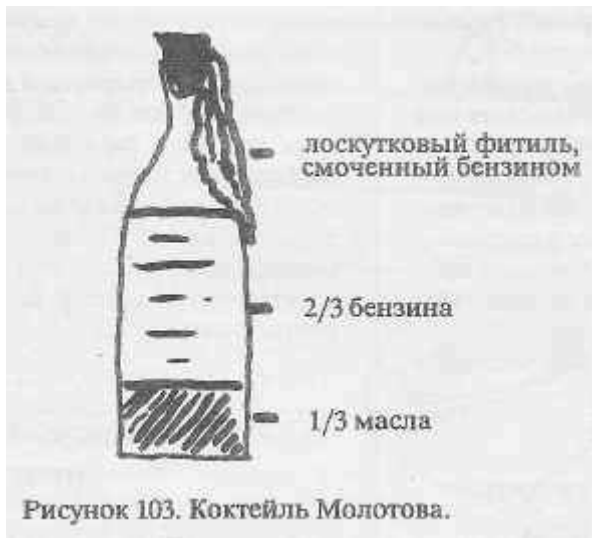 лоскутковый фитиль,
смоченный бензином
2/3 бензина
1/3 масла
Рисунок 103. Коктейль Молотова.